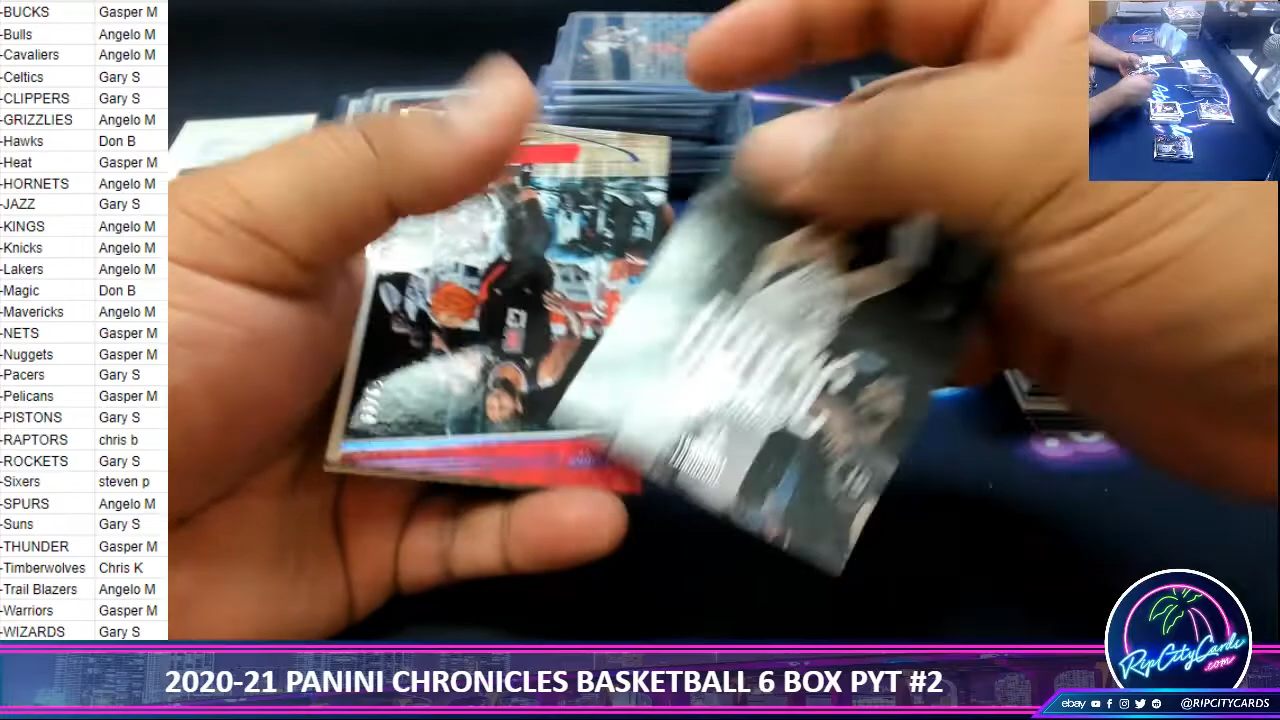 -BUCKS Gasper M
-Bulls Angelo M
-Cavaliers Angelo M
-Celtics Gary S
-CLIPPERS Gary S
-GRIZZLIES Angelo M
-Hawks Don B
-Heat Gasper M
-HORNETS Angelo M
-JAZZ Gary S
-KINGS Angelo M
-Knicks Angelo M
-Lakers Angelo M
-Magic Don B
-Mavericks Angelo M
-NETS Gasper M
-Nuggets Gasper M
-Pacers Gary S
-Pelicans Gasper M
-PISTONS Gary S
-RAPTORS chris b
-ROCKETS Gary S
-Sixers steven p
-SPURS Angelo M
-Suns Gary S
-THUNDER Gasper M
-Timberwolves Chris K
-Trail Blazers Angelo M
-Warriors Gasper M
-WIZARDS Gary S
RipCityCards
.com
2020-21 PANINI CHRONICLES BASKETBALL 6 BOX PYT #2
ebay @RIPCITYCARDS